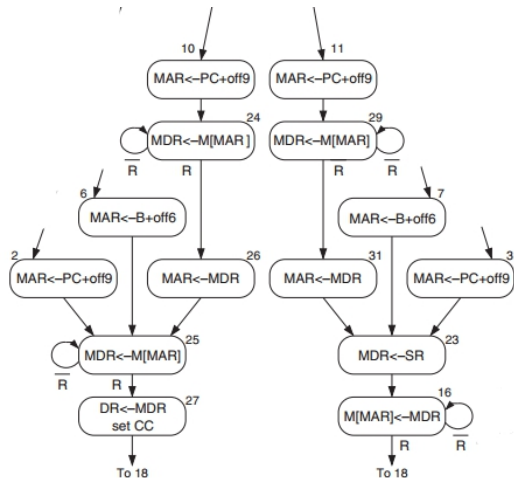 10
11
MAR<–PC+off9
MAR<–PC+off9
24
29
MDR<–M[MAR]
MDR<–M[MAR]
R
R
R
R
6
7
MAR<–B+off6
MAR<–B+off6
2
26
31
3
MAR<–PC+off9
MAR<–MDR
MAR<–MDR
MAR<–PC+off9
25
23
MDR<–M[MAR]
MDR<–SR
R
R
27
16
DR<–MDR
set CC
M[MAR]<–MDR
R
R
To 18
To 18